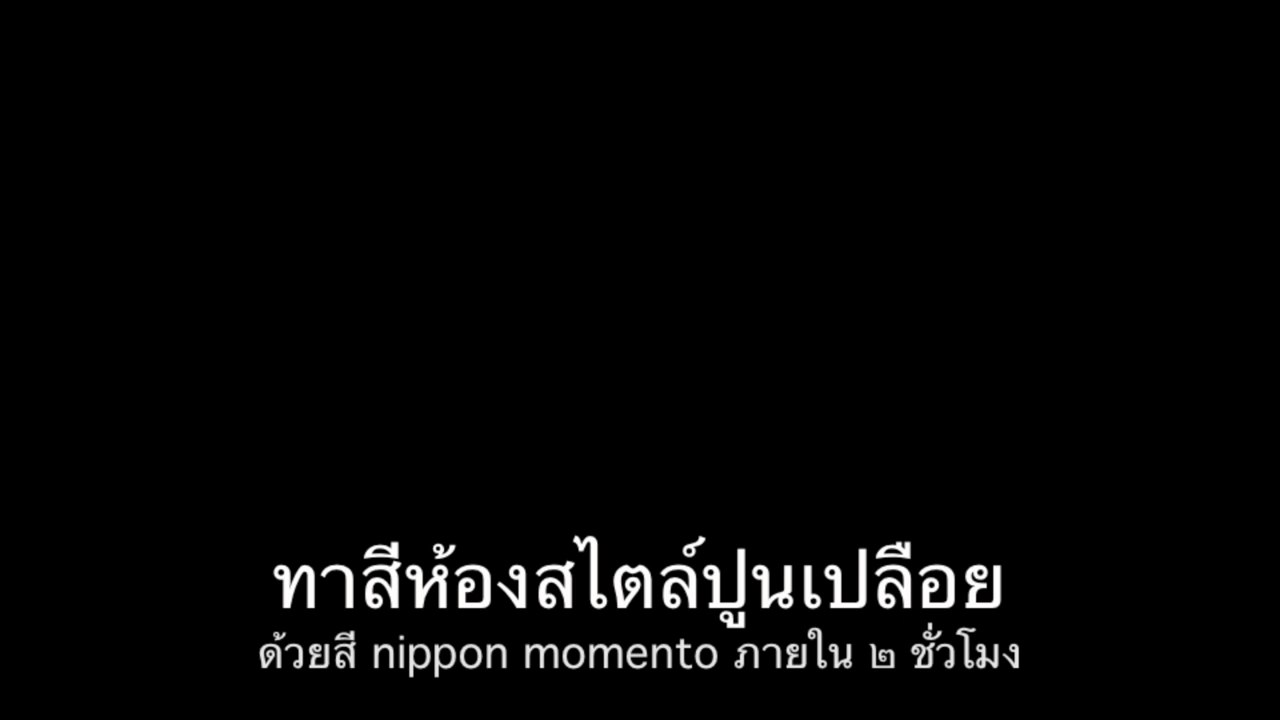 ทาสีห้องสไตล์ปูนเปลือย
ด้วยสี nippon momento ภายใน ๒ ชั่วโมง